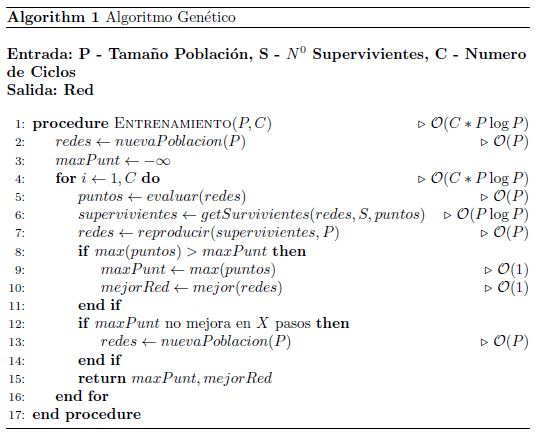 Algorithm 1 Algoritmo Genético
Entrada: P - Tamaño Población, S - N⁰ Supervivientes, C - Numero
de Ciclos
Salida: Red
1: procedure Entrenamiento(P, C) ▷ O(C ∗ P log P)
2: redes ← nuevaPoblacion(P) ▷ O(P)
3: maxPunt ← −∞
4: for i ← 1, C do ▷ O(C ∗ P log P)
5: puntos ← evaluar(redes) ▷ O(P)
6: supervivientes ← getSurvivientes(redes, S, puntos) ▷ O(P log P)
7: redes ← reproducir(supervivientes, P) ▷ O(P)
8: if max(puntos) > maxPunt then
9: maxPunt ← max(puntos) ▷ O(1)
10: mejorRed ← mejor(redes) ▷ O(1)
11: end if
12: if maxPunt no mejora en X pasos then
13: redes ← nuevaPoblacion(P) ▷ O(P)
14: end if
15: return maxPunt, mejorRed
16: end for
17: end procedure